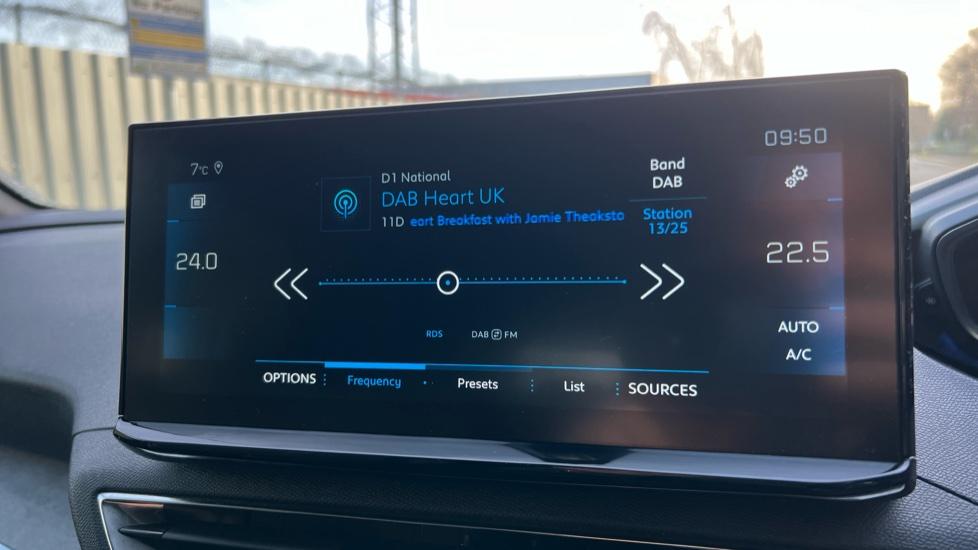 09:50
7°C
D1 National
DAB Heart UK
11D eart Breakfast with Jamie Theaksto
Band
DAB
Station
13/25
24.0
22.5
RDS
DAB FM
AUTO
A/C
OPTIONS
Frequency
Presets
List
SOURCES